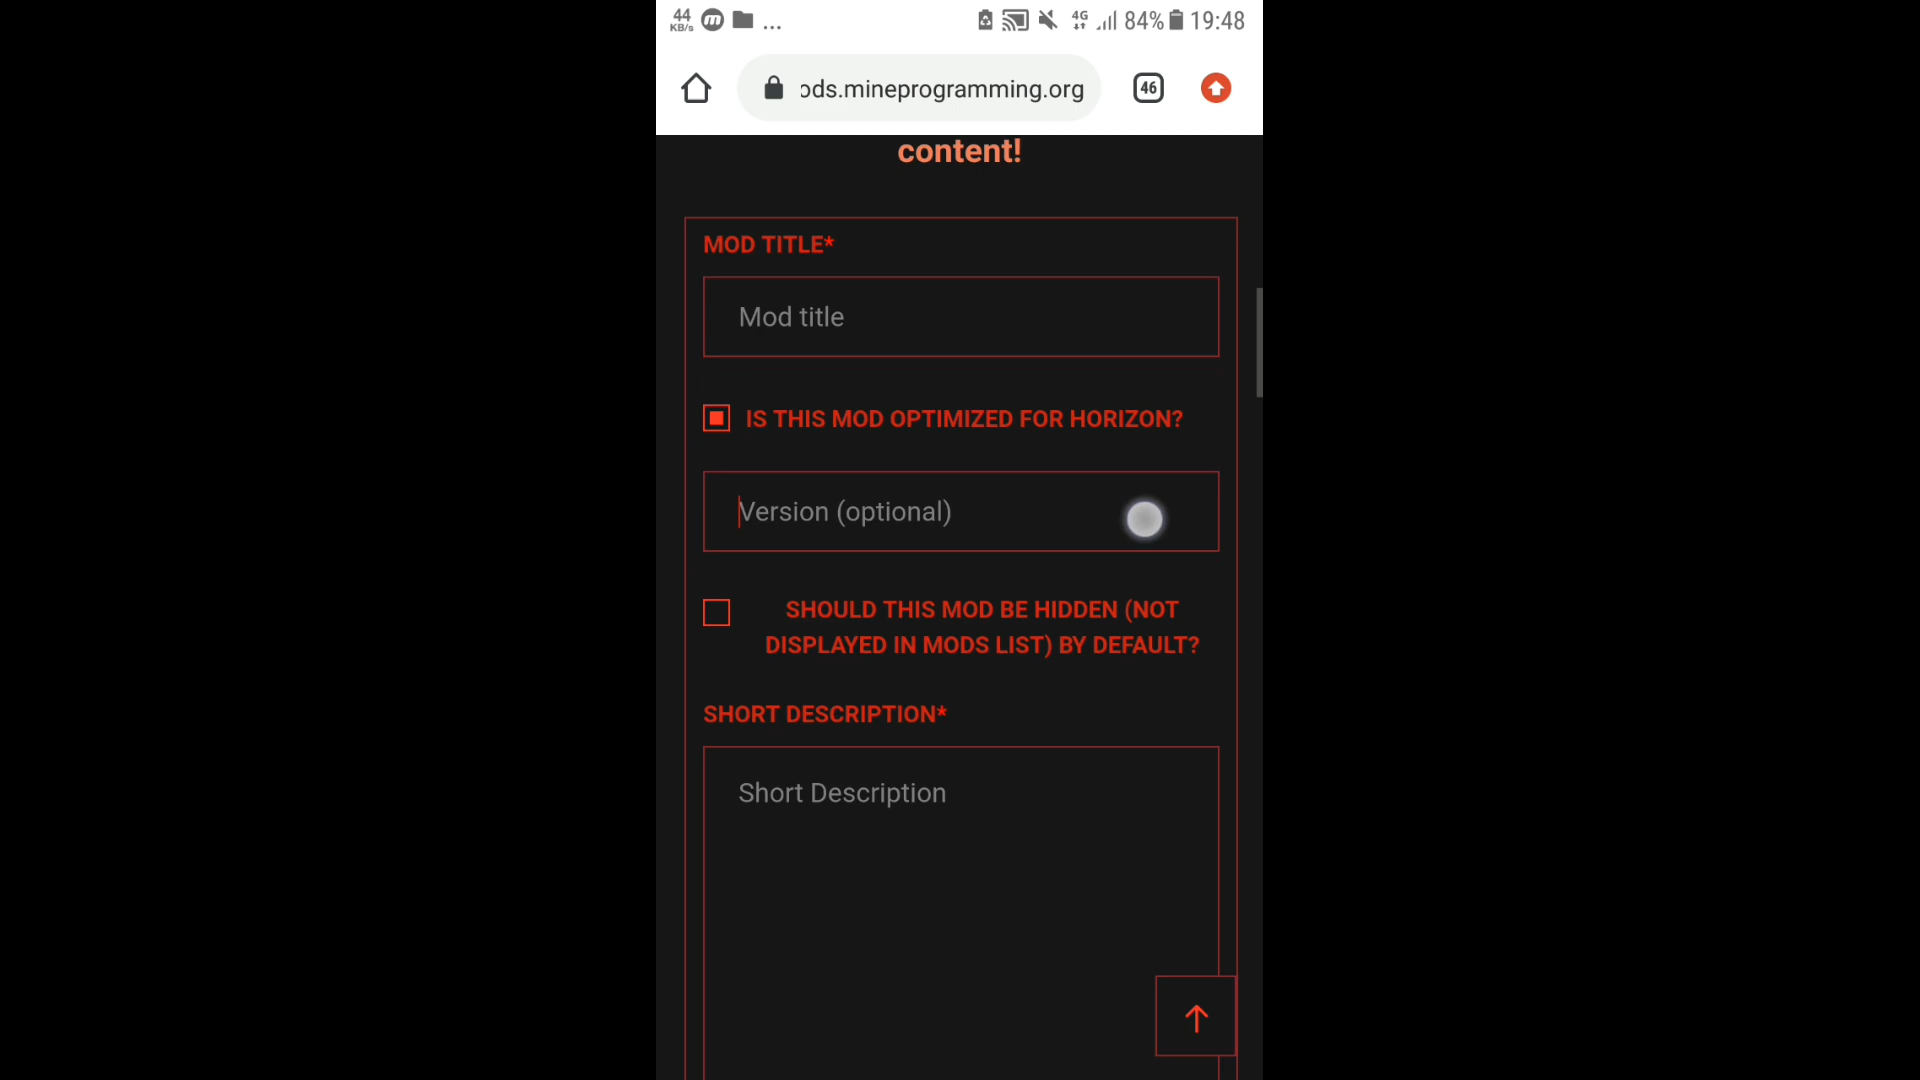 44
KB/s
...
4G
84%
19:48
ods.mineprogramming.org
46
content!
MOD TITLE*
Mod title
IS THIS MOD OPTIMIZED FOR HORIZON?
Version (optional)
SHOULD THIS MOD BE HIDDEN (NOT
DISPLAYED IN MODS LIST) BY DEFAULT?
SHORT DESCRIPTION*
Short Description